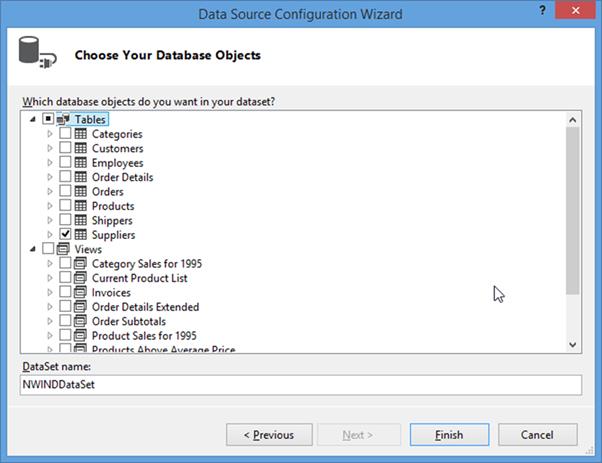 Data Source Configuration Wizard
?
Choose Your Database Objects
Which database objects do you want in your dataset?
Tables
Categories
Customers
Employees
Order Details
Orders
Products
Shippers
Suppliers
Views
Category Sales for 1995
Current Product List
Invoices
Order Details Extended
Order Subtotals
Product Sales for 1995
Products Above Average Price
DataSet name:
NWINDDataSet
< Previous
Next >
Finish
Cancel